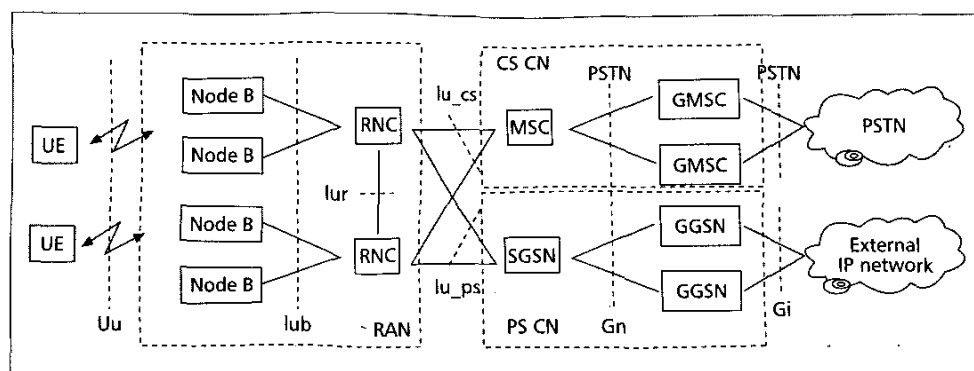 CS CN
PSTN
PSTN
Node B
Iu_cs
GMSC
UE
RNC
MSC
PSTN
Node B
GMSC
Iur
Node B
GGSN
UE
RNC
SGSN
External
IP network
Node B
Iu_ps
GGSN
Uu
Iub
RAN
PS CN
Gn
Gi